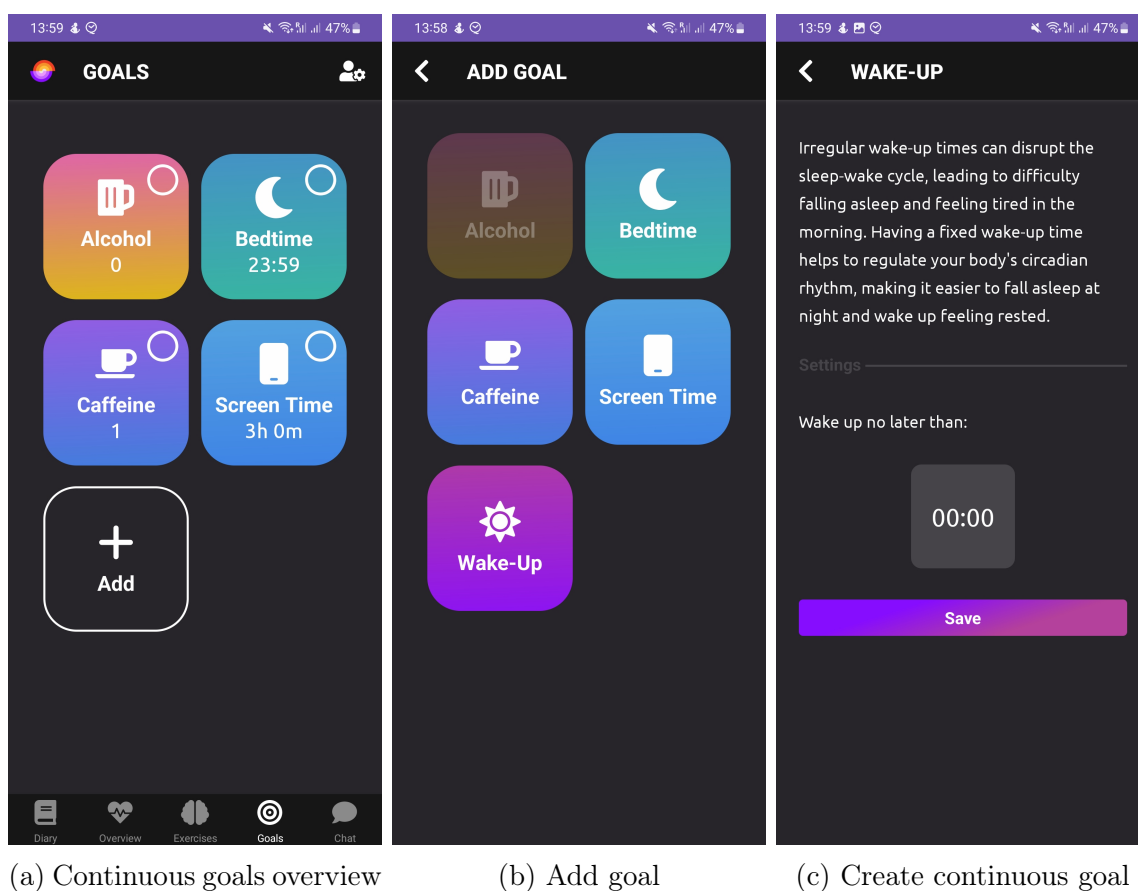 13:59
47%
GOALS
Alcohol
0
Bedtime
23:59
Caffeine
1
Screen Time
3h 0m
Add
Diary
Overview
Exercises
Goals
Chat
(a) Continuous goals overview
13:58
47%
ADD GOAL
Alcohol
Bedtime
Caffeine
Screen Time
Wake-Up
(b) Add goal
13:59
47%
WAKE-UP
Irregular wake-up times can disrupt the
sleep-wake cycle, leading to difficulty
falling asleep and feeling tired in the
morning. Having a fixed wake-up time
helps to regulate your body's circadian
rhythm, making it easier to fall asleep at
night and wake up feeling rested.
Settings
Wake up no later than:
00:00
Save
(c) Create continuous goal